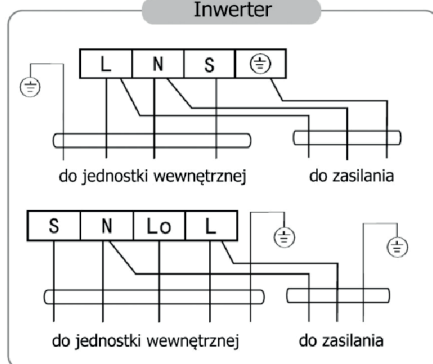 Inwerter
L N S
do jednostki wewnętrznej do zasilania
S N Lo L
do jednostki wewnętrznej do zasilania